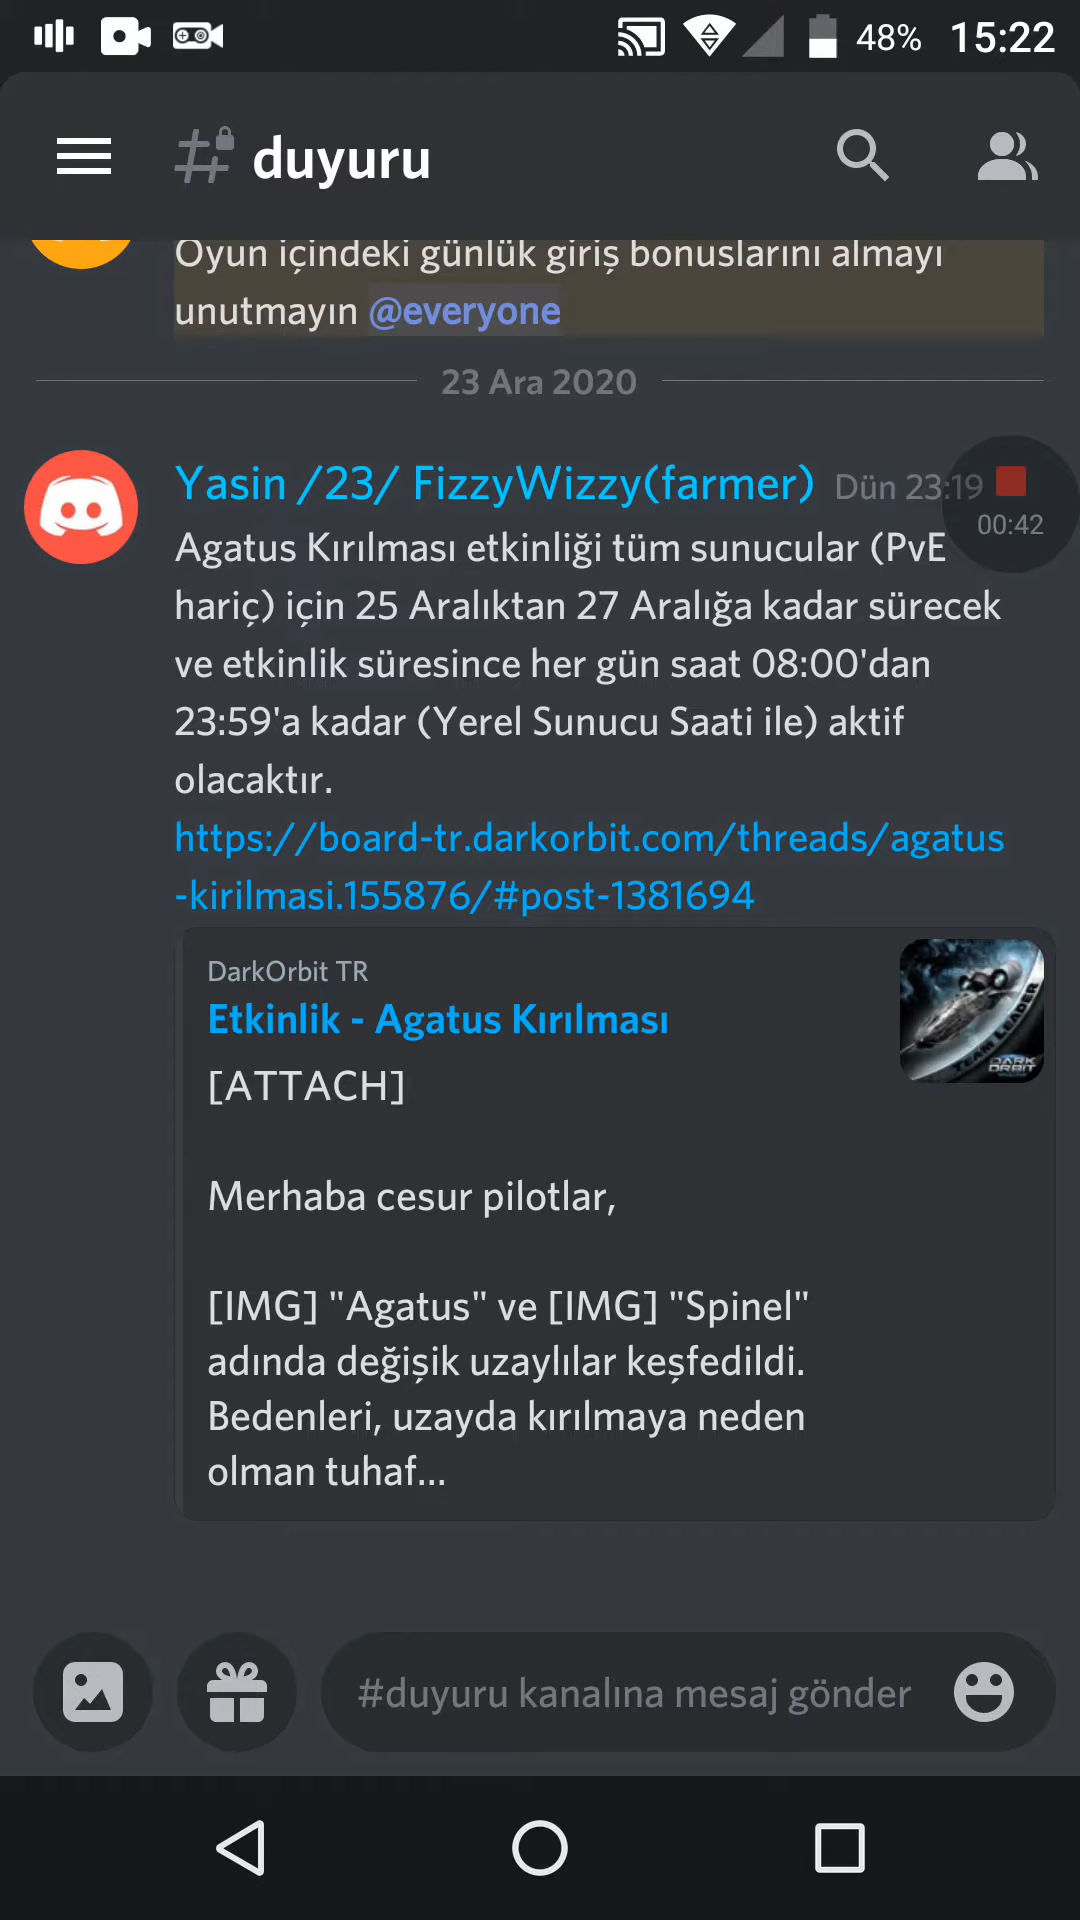 48% 15:22
duyuru
Oyun içindeki günlük giriş bonuslarını almayı
unutmayın @everyone
23 Ara 2020
Yasin /23/ FizzyWizzy(farmer) Dün 23:19
00:42
Agatus Kırılması etkinliği tüm sunucular (PvE
hariç) için 25 Aralıktan 27 Aralığa kadar sürecek
ve etkinlik süresince her gün saat 08:00'dan
23:59'a kadar (Yerel Sunucu Saati ile) aktif
olacaktır.
https://board-tr.darkorbit.com/threads/agatus
-kirilmasi.155876/#post-1381694
DarkOrbit TR
Etkinlik - Agatus Kırılması
TEAM LEADER
DARK
ORBIT
[ATTACH]
Merhaba cesur pilotlar,
[IMG] "Agatus" ve [IMG] "Spinel"
adında değişik uzaylılar keşfedildi.
Bedenleri, uzayda kırılmaya neden
olman tuhaf...
#duyuru kanalına mesaj gönder